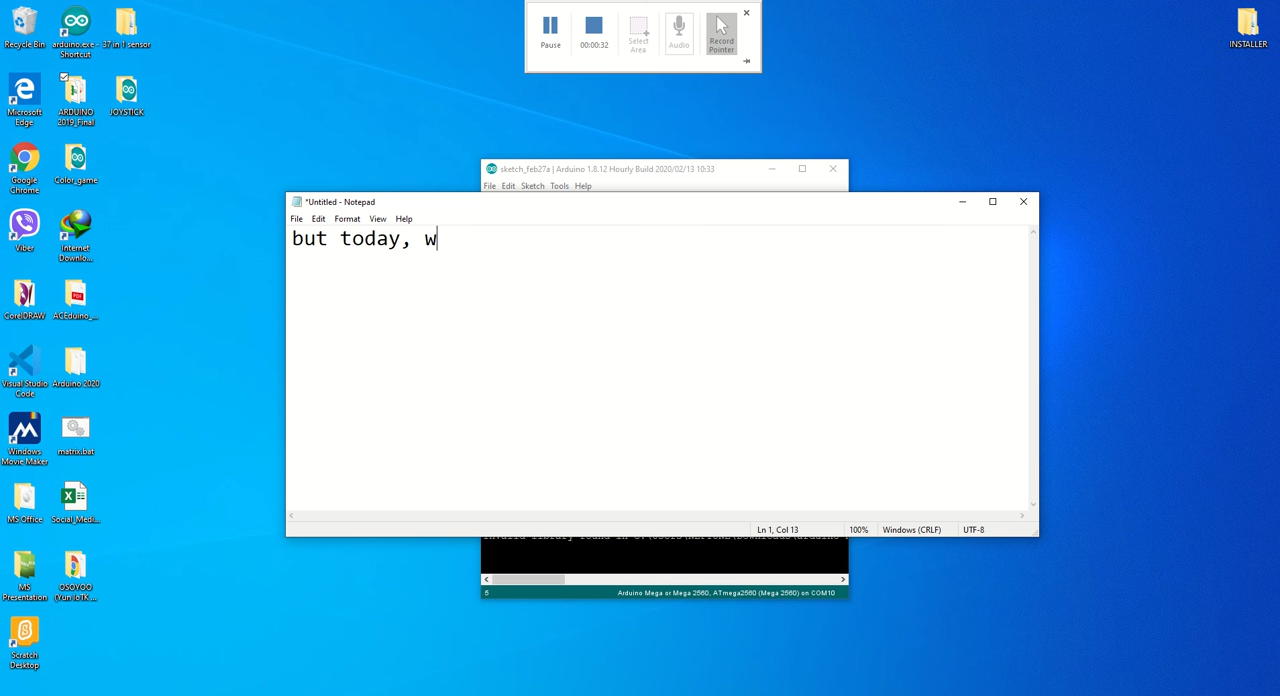 Recycle Bin
arduino.exe - Shortcut
37 in 1 sensor
Pause
00:00:32
Select Area
Audio
Record Pointer
INSTALLER
Microsoft Edge
ARDUINO 2019_Final
JOYSTICK
Google Chrome
Color_game
sketch_feb27a | Arduino 1.8.12 Hourly Build 2020/02/13 10:33
File Edit Sketch Tools Help
*Untitled - Notepad
File Edit Format View Help
but today, w
Viber
Internet Downlo...
CorelDRAW
ACEduino_...
Visual Studio Code
Arduino 2020
Windows Movie Maker
matrix.bat
MS Office
Social_Medi...
Ln 1, Col 13
100%
Windows (CRLF)
UTF-8
MS Presentation
OSOYOO (Yun IoTK ...
5
Arduino Mega or Mega 2560, ATmega2560 (Mega 2560) on COM10
Scratch Desktop